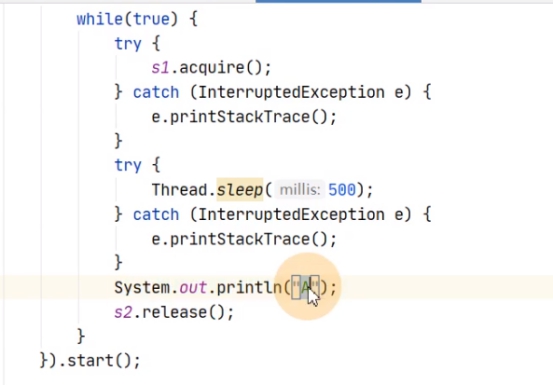 while(true) {
try {
s1.acquire();
} catch (InterruptedException e) {
e.printStackTrace();
}
try {
Thread.sleep( millis: 500);
} catch (InterruptedException e) {
e.printStackTrace();
}
System.out.println("A");
s2.release();
}
}).start();